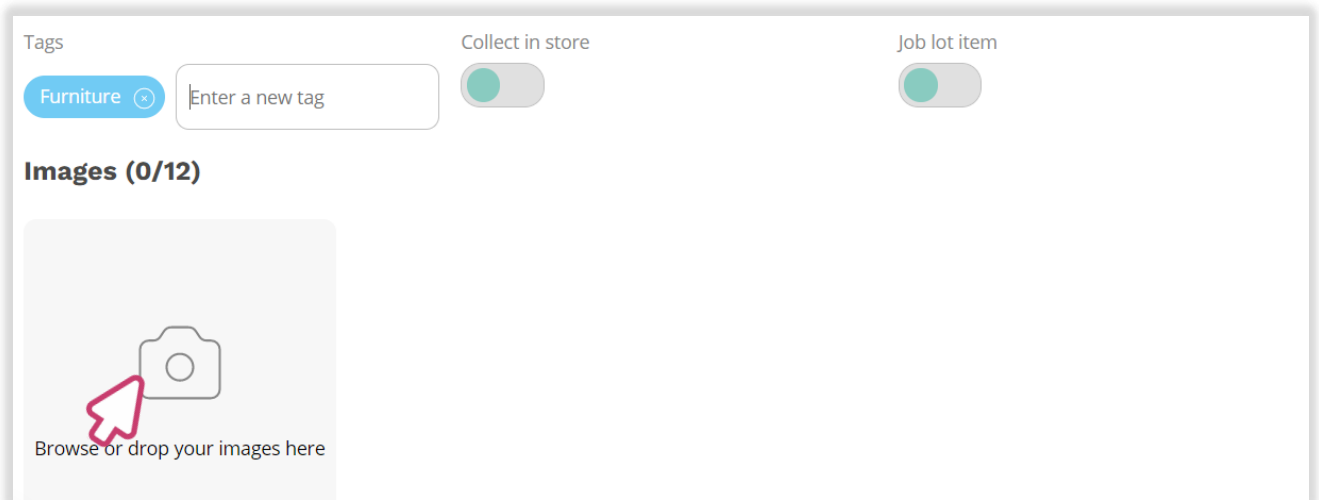 Tags
Collect in store
Job lot item
Furniture
Enter a new tag
Images (0/12)
Browse or drop your images here